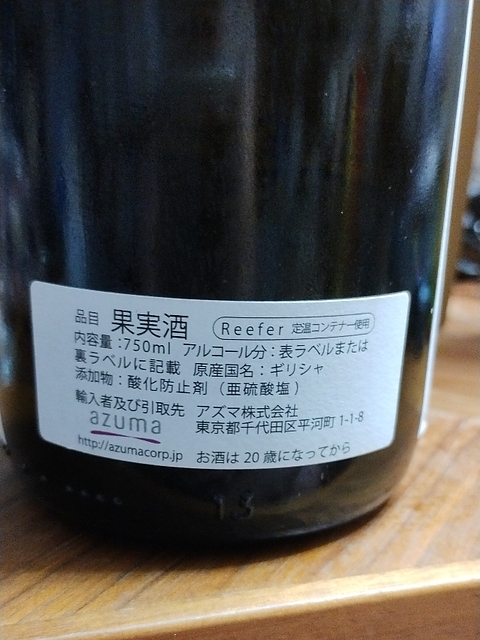 品目 果実酒 Reefer 定温コンテナー使用
内容量:750ml アルコール分:表ラベルまたは
裏ラベルに記載 原産国名:ギリシャ
添加物:酸化防止剤(亜硫酸塩)
輸入者及び引取先 アズマ株式会社
azuma 東京都千代田区平河町 1-1-8
http://azumacorp.jp お酒は20歳になってから